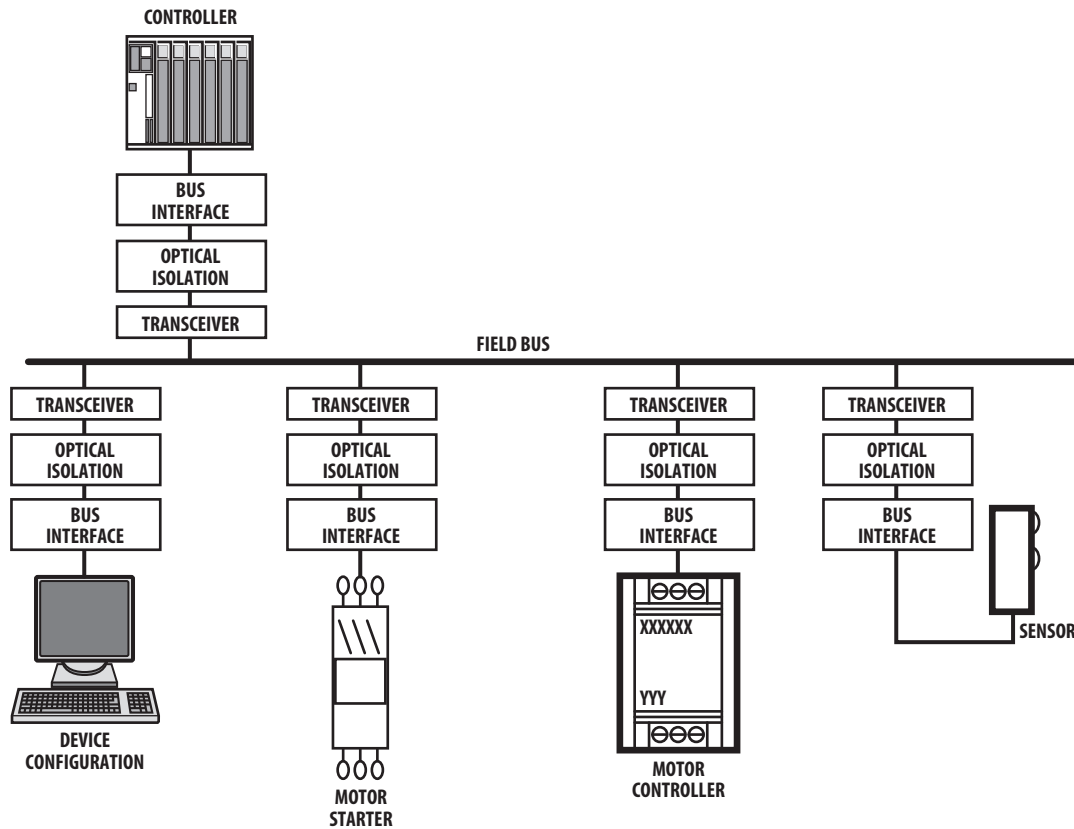 CONTROLLER
BUS
INTERFACE
OPTICAL
ISOLATION
TRANSCEIVER
FIELD BUS
TRANSCEIVER
OPTICAL
ISOLATION
BUS
INTERFACE
DEVICE
CONFIGURATION
TRANSCEIVER
OPTICAL
ISOLATION
BUS
INTERFACE
MOTOR
STARTER
TRANSCEIVER
OPTICAL
ISOLATION
BUS
INTERFACE
XXXXXX
YYY
MOTOR
CONTROLLER
TRANSCEIVER
OPTICAL
ISOLATION
BUS
INTERFACE
SENSOR